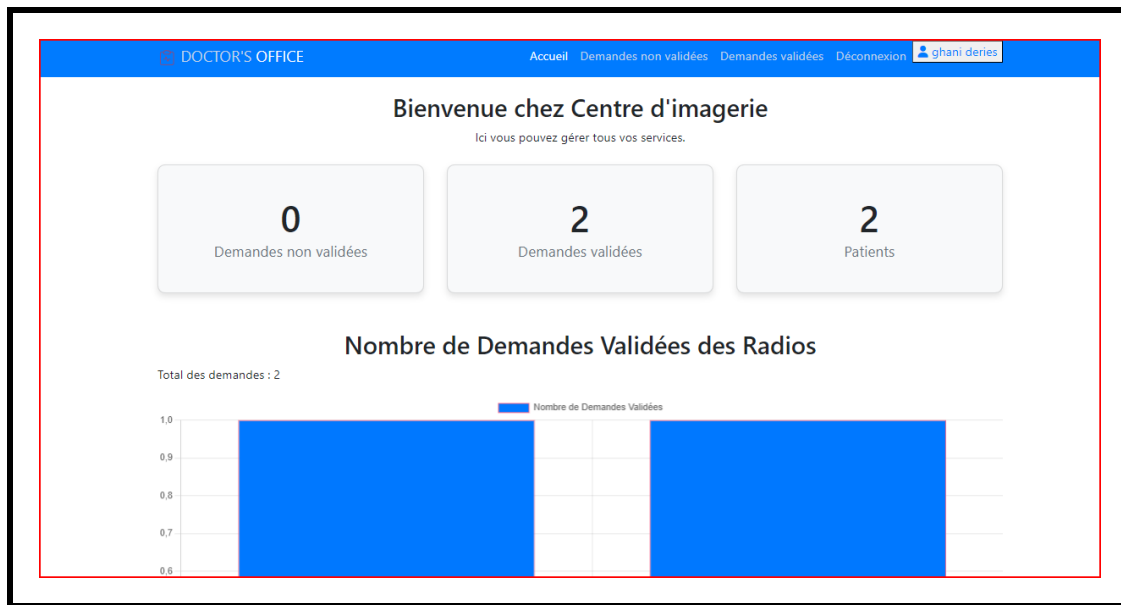 DOCTOR'S OFFICE Accueil Demandes non validées Demandes validées Déconnexion ghani deries
Bienvenue chez Centre d'imagerie
Ici vous pouvez gérer tous vos services.
0 2 2
Demandes non validées Demandes validées Patients
Nombre de Demandes Validées des Radios
Total des demandes : 2
Nombre de Demandes Validées
1,0
0,9
0,8
0,7
0,6